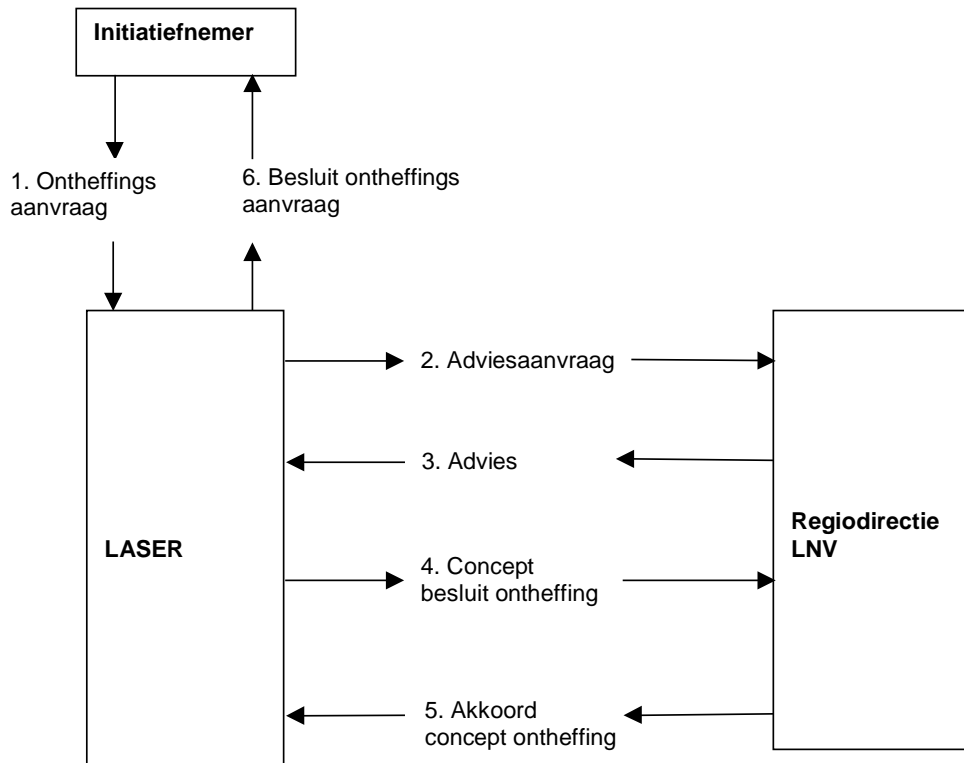 Initiatiefnemer
1. Ontheffings
aanvraag
6. Besluit ontheffings
aanvraag
2. Adviesaanvraag
3. Advies
LASER
Regiodirectie
LNV
4. Concept
besluit ontheffing
5. Akkoord
concept ontheffing